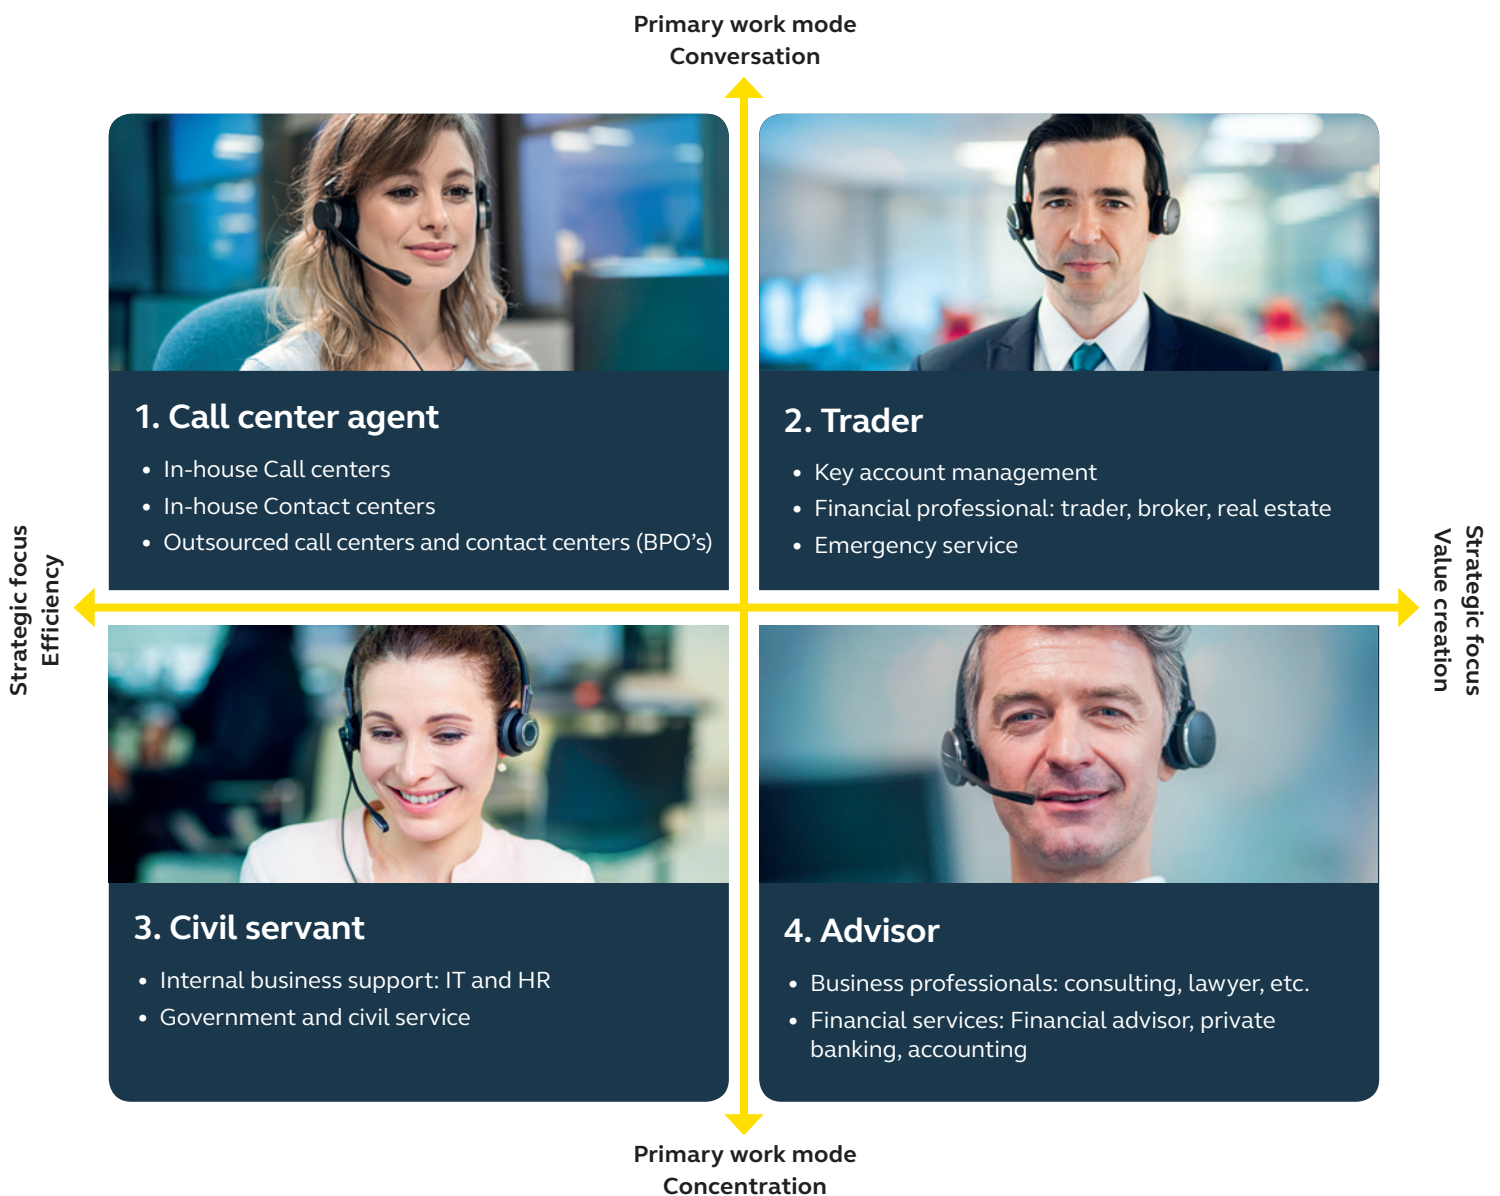 Primary work mode
Conversation
1. Call center agent
• In-house Call centers
• In-house Contact centers
• Outsourced call centers and contact centers (BPO’s)
2. Trader
• Key account management
• Financial professional: trader, broker, real estate
• Emergency service
Strategic focus
Efficiency
Strategic focus
Value creation
3. Civil servant
• Internal business support: IT and HR
• Government and civil service
4. Advisor
• Business professionals: consulting, lawyer, etc.
• Financial services: Financial advisor, private
banking, accounting
Primary work mode
Concentration